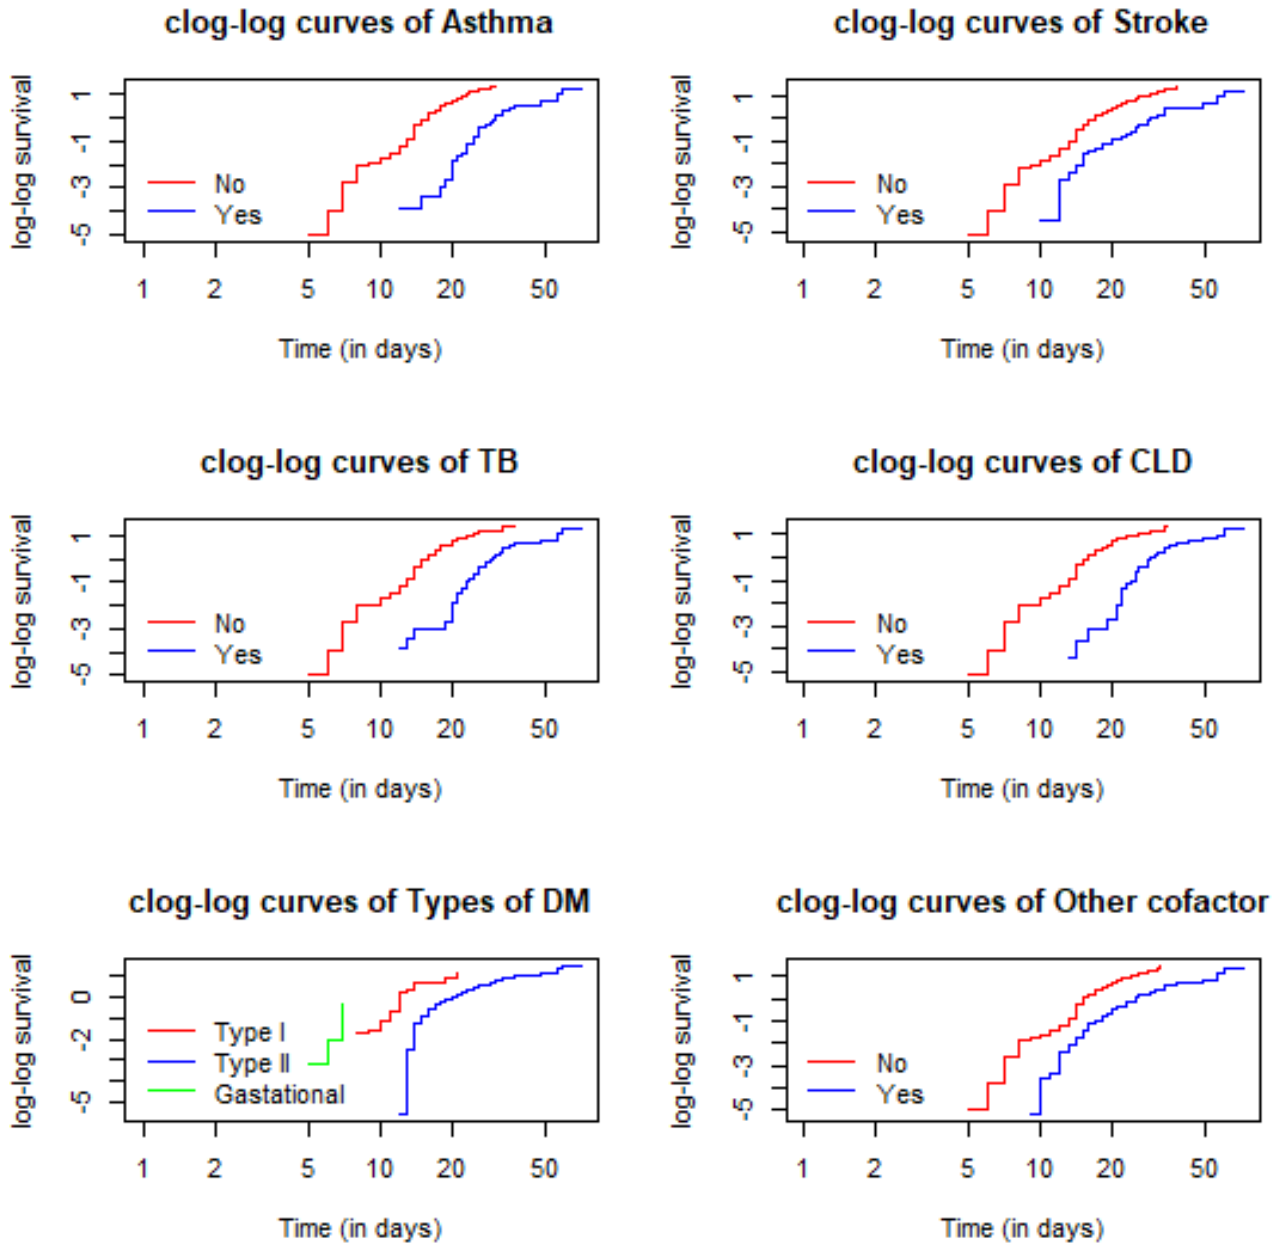 clog-log curves of Asthma
log-log survival
1
-1
-3
-5
No
Yes
1 2 5 10 20 50
Time (in days)
clog-log curves of Stroke
log-log survival
1
-1
-3
-5
No
Yes
1 2 5 10 20 50
Time (in days)
clog-log curves of TB
log-log survival
1
-1
-3
-5
No
Yes
1 2 5 10 20 50
Time (in days)
clog-log curves of CLD
log-log survival
1
-1
-3
-5
No
Yes
1 2 5 10 20 50
Time (in days)
clog-log curves of Types of DM
log-log survival
0
-2
-5
Type I
Type II
Gastational
1 2 5 10 20 50
Time (in days)
clog-log curves of Other cofactor
log-log survival
1
-1
-3
-5
No
Yes
1 2 5 10 20 50
Time (in days)